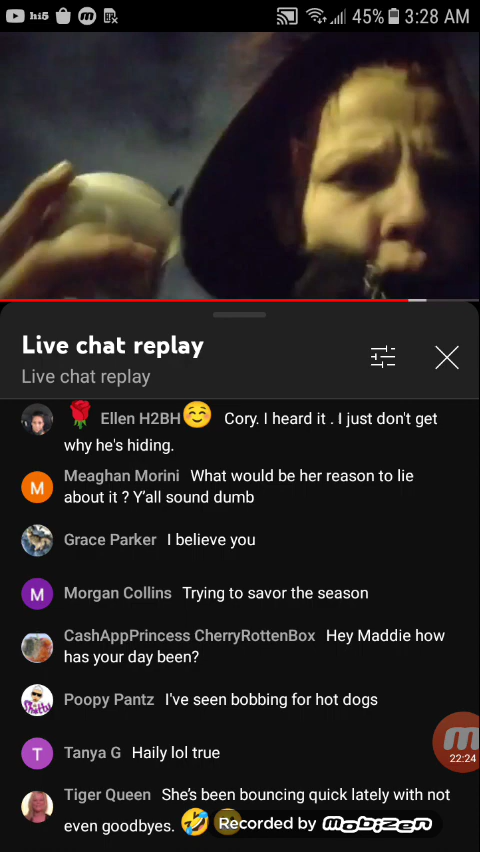 hi5 45% 3:28 AM
Live chat replay
Live chat replay
Ellen H2BH Cory. I heard it . I just don't get
why he's hiding.
M Meaghan Morini What would be her reason to lie
about it ? Y'all sound dumb
Grace Parker I believe you
M Morgan Collins Trying to savor the season
CashAppPrincess CherryRottenBox Hey Maddie how
has your day been?
Poopy Pantz I've seen bobbing for hot dogs
T Tanya G Haily lol true
22:24
Tiger Queen She's been bouncing quick lately with not
even goodbyes. Recorded by mobizen